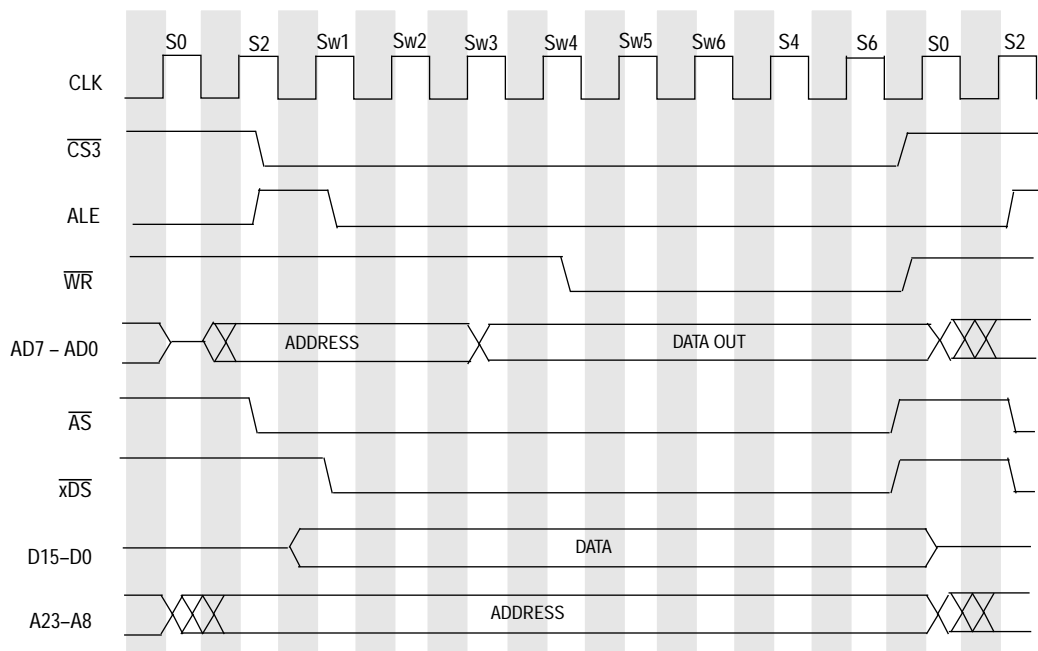 S0 S2 Sw1 Sw2 Sw3 Sw4 Sw5 Sw6 S4 S6 S0 S2
CLK
CS3
ALE
WR
AD7 – AD0 ADDRESS DATA OUT
AS
xDS
D15–D0 DATA
A23–A8 ADDRESS